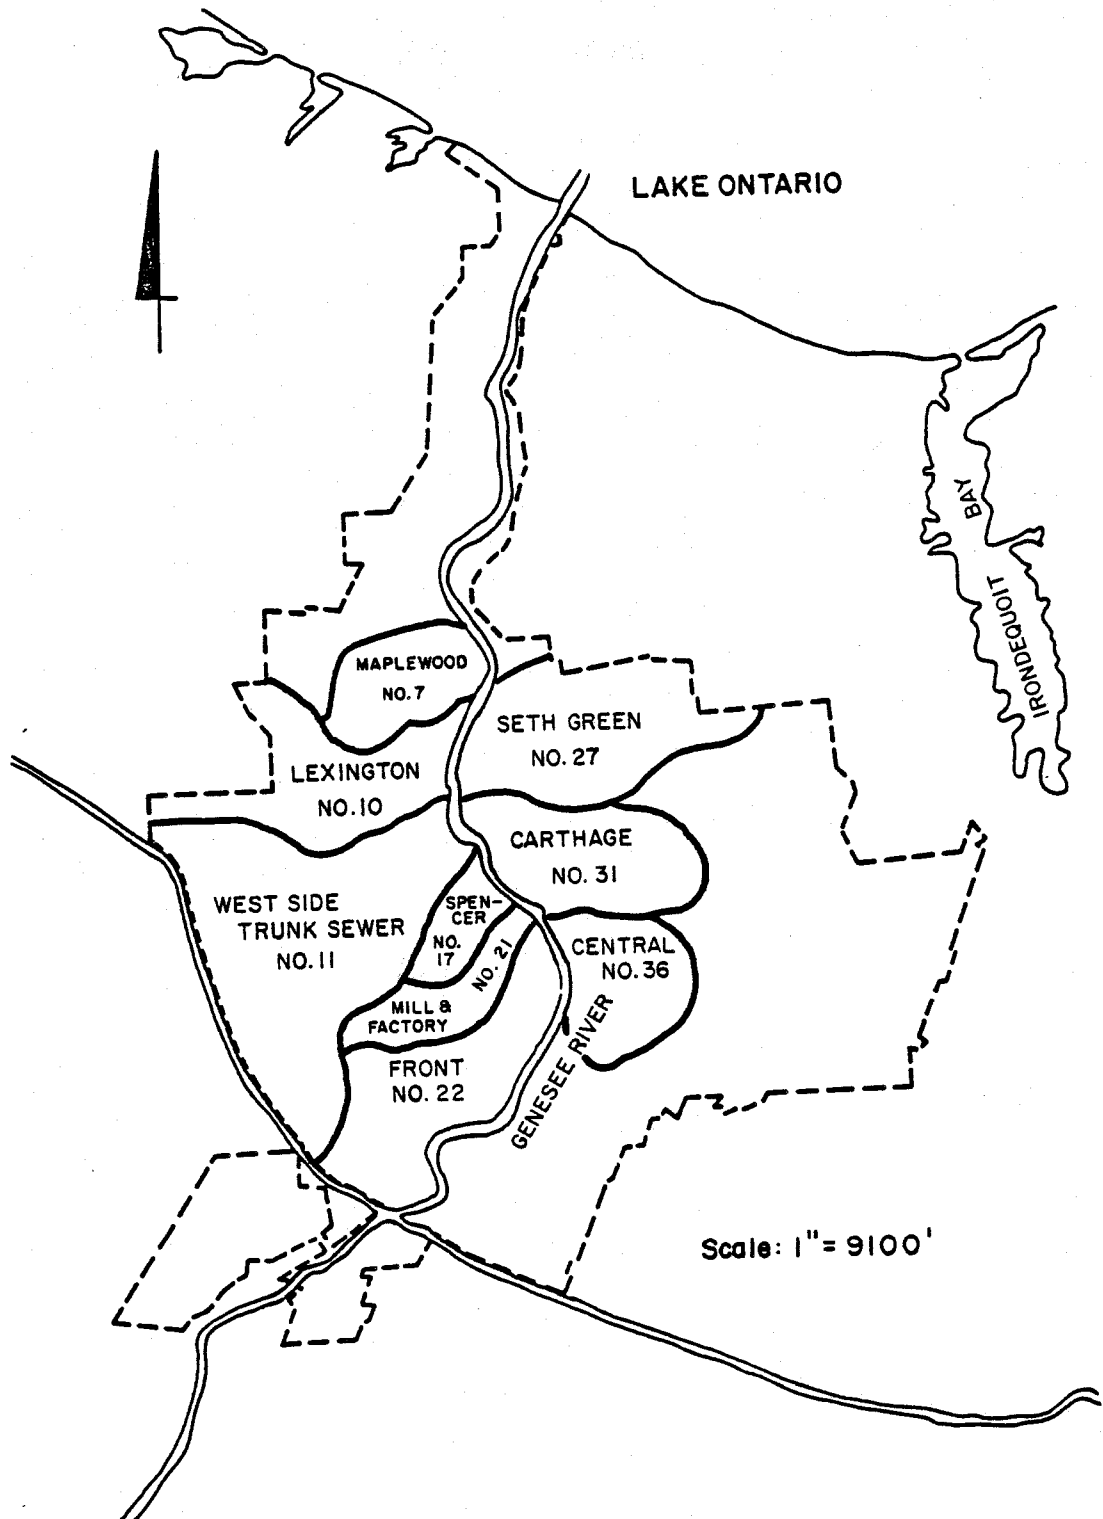 LAKE ONTARIO
BAY
IRONDEQUOIT
MAPLEWOOD
NO. 7
SETH GREEN
NO. 27
LEXINGTON
NO. 10
CARTHAGE
NO. 31
WEST SIDE
TRUNK SEWER
NO. 11
SPEN-
CER
NO.
17
NO. 21
MILL &
FACTORY
CENTRAL
NO. 36
FRONT
NO. 22
GENESEE RIVER
Scale: 1" = 9100'